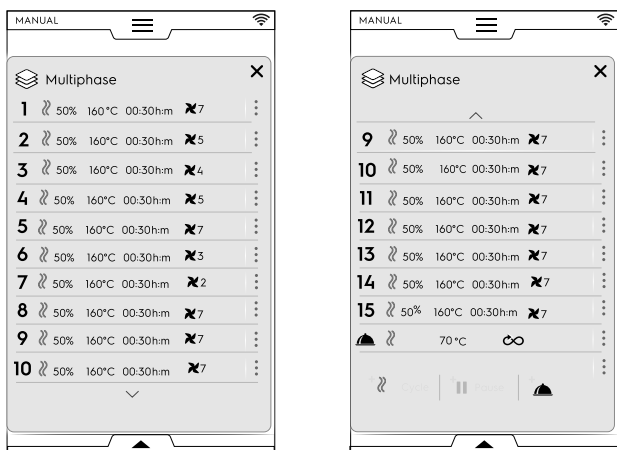 MANUAL
Multiphase
1 50% 160°C 00:30h:m 7
2 50% 160°C 00:30h:m 5
3 50% 160°C 00:30h:m 4
4 50% 160°C 00:30h:m 5
5 50% 160°C 00:30h:m 7
6 50% 160°C 00:30h:m 3
7 50% 160°C 00:30h:m 2
8 50% 160°C 00:30h:m 7
9 50% 160°C 00:30h:m 7
10 50% 160°C 00:30h:m 7
MANUAL
Multiphase
9 50% 160°C 00:30h:m 7
10 50% 160°C 00:30h:m 7
11 50% 160°C 00:30h:m 7
12 50% 160°C 00:30h:m 7
13 50% 160°C 00:30h:m 7
14 50% 160°C 00:30h:m 7
15 50% 160°C 00:30h:m 7
70°C
Cycle Pause